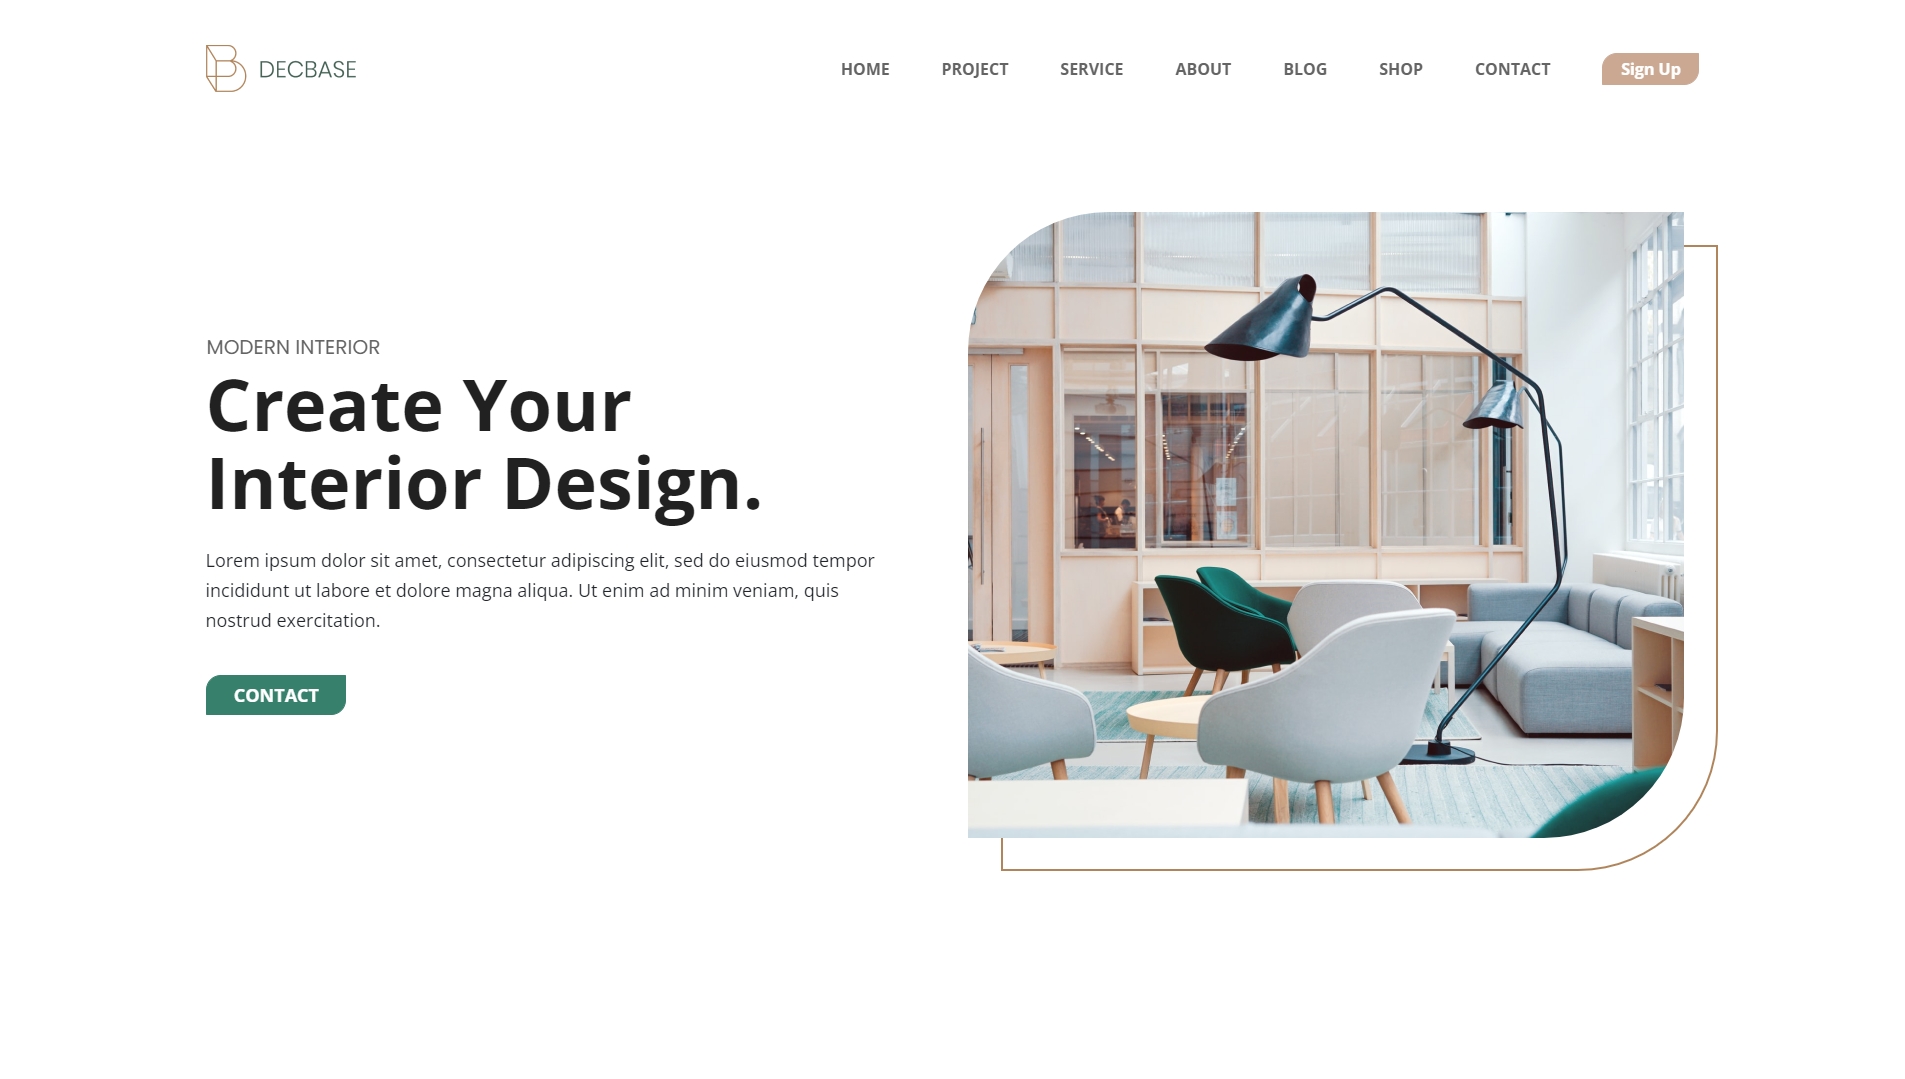 DECBASE
HOME PROJECT SERVICE ABOUT BLOG SHOP CONTACT Sign Up
MODERN INTERIOR
Create Your
Interior Design.
Lorem ipsum dolor sit amet, consectetur adipiscing elit, sed do eiusmod tempor
incididunt ut labore et dolore magna aliqua. Ut enim ad minim veniam, quis
nostrud exercitation.
CONTACT